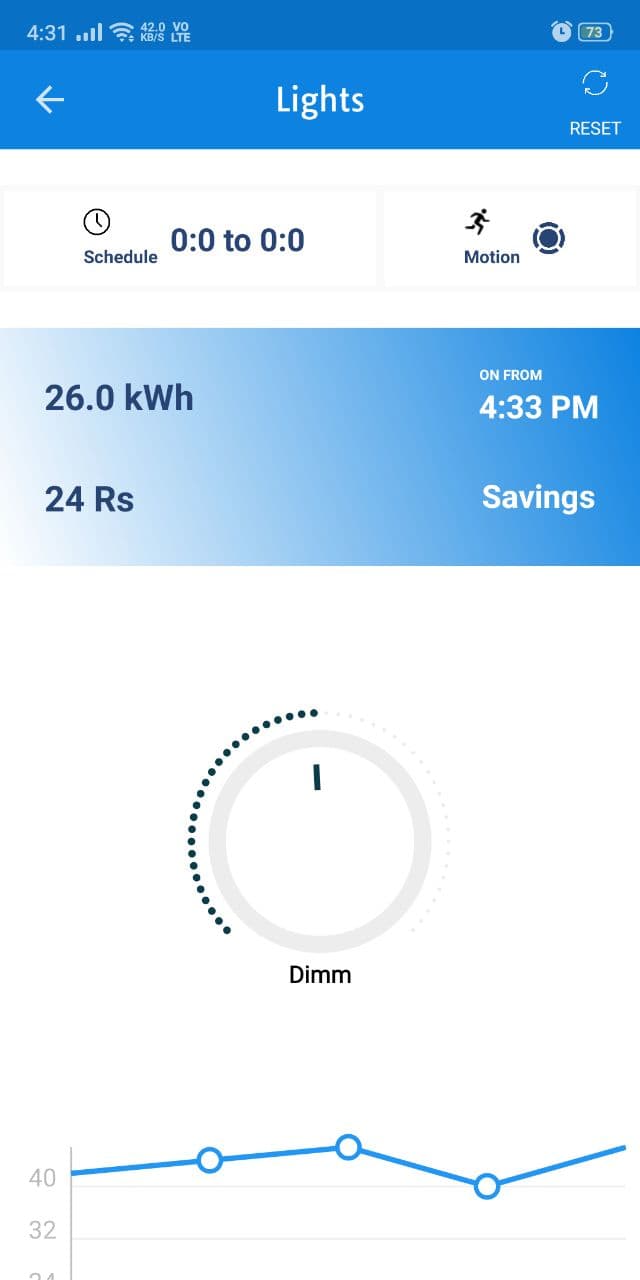 4:31 42.0 KB/S VO LTE 73
Lights
RESET
Schedule 0:0 to 0:0
Motion
26.0 kWh
ON FROM
4:33 PM
24 Rs
Savings
Dimm
40
32